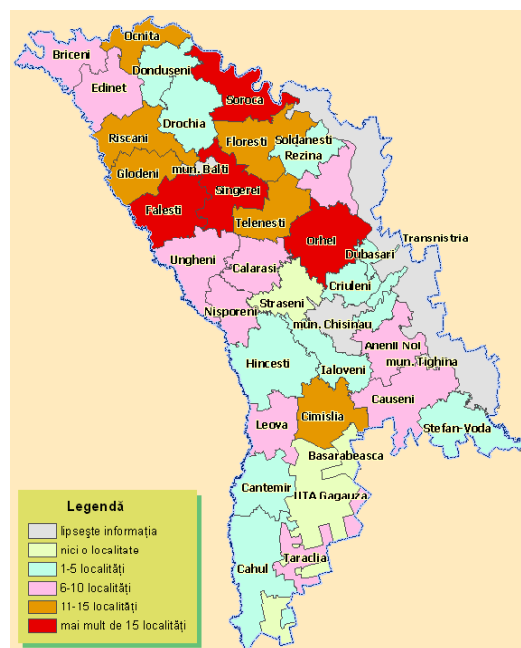 Ocnita
Briceni
Donduseni
Edinet
Soroca
Drochia
Riscani
Floresti
Soldanesti
Rezina
Glodeni
mun. Balti
Singerei
Falesti
Telenesti
Orhei
Transnistria
Dubasari
Ungheni
Calarasi
Criuleni
Straseni
Nisporeni
mun. Chisinau
Anenii Noi
mun. Tighina
Hincesti
Ialoveni
Causeni
Cimislia
Leova
Stefan-Voda
Basarabeasca
Cantemir
UTA Gagauza
Taraclia
Cahul
Legendă
lipseşte informaţia
nici o localitate
1-5 localităţi
6-10 localităţi
11-15 localităţi
mai mult de 15 localităţi